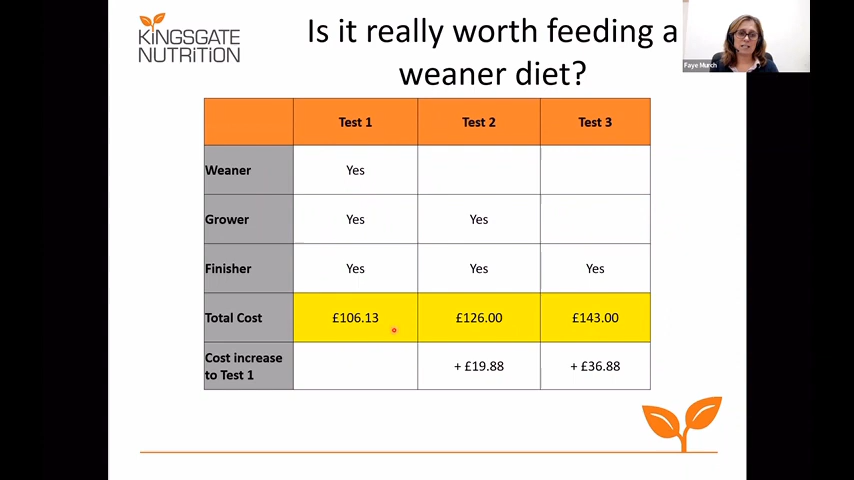 KINGSGATE
NUTRITION
Is it really worth feeding a
weaner diet?
Faye Murch
Test 1 Test 2 Test 3
Weaner Yes
Grower Yes Yes
Finisher Yes Yes Yes
Total Cost £106.13 £126.00 £143.00
Cost increase
to Test 1 + £19.88 + £36.88